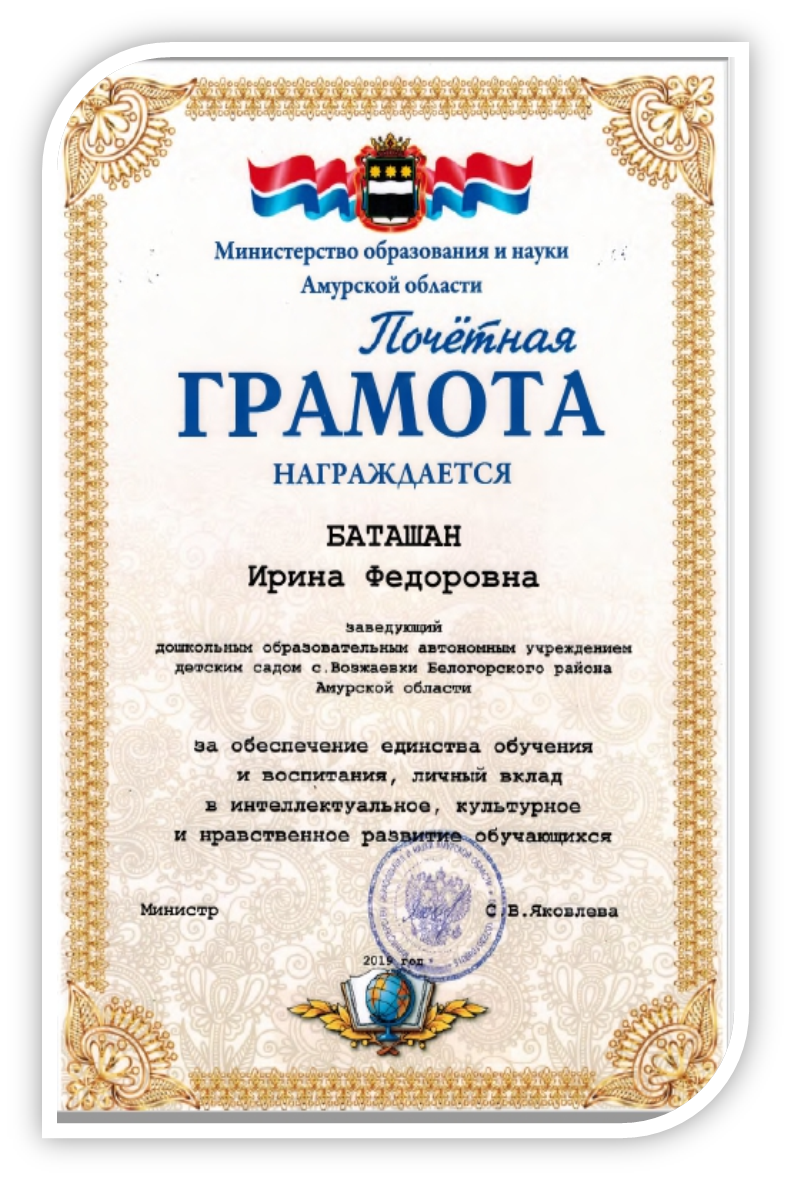 Министерство образования и науки
Амурской области
Почётная
ГРАМОТА
НАГРАЖДАЕТСЯ
БАТАШАН
Ирина Федоровна
заведующий
дошкольным образовательным автономным учреждением
детским садом с.Возжаевки Белогорского района
Амурской области
за обеспечение единства обучения
и воспитания, личный вклад
в интеллектуальное, культурное
и нравственное развитие обучающихся
Министр С.В.Яковлева
2019 год